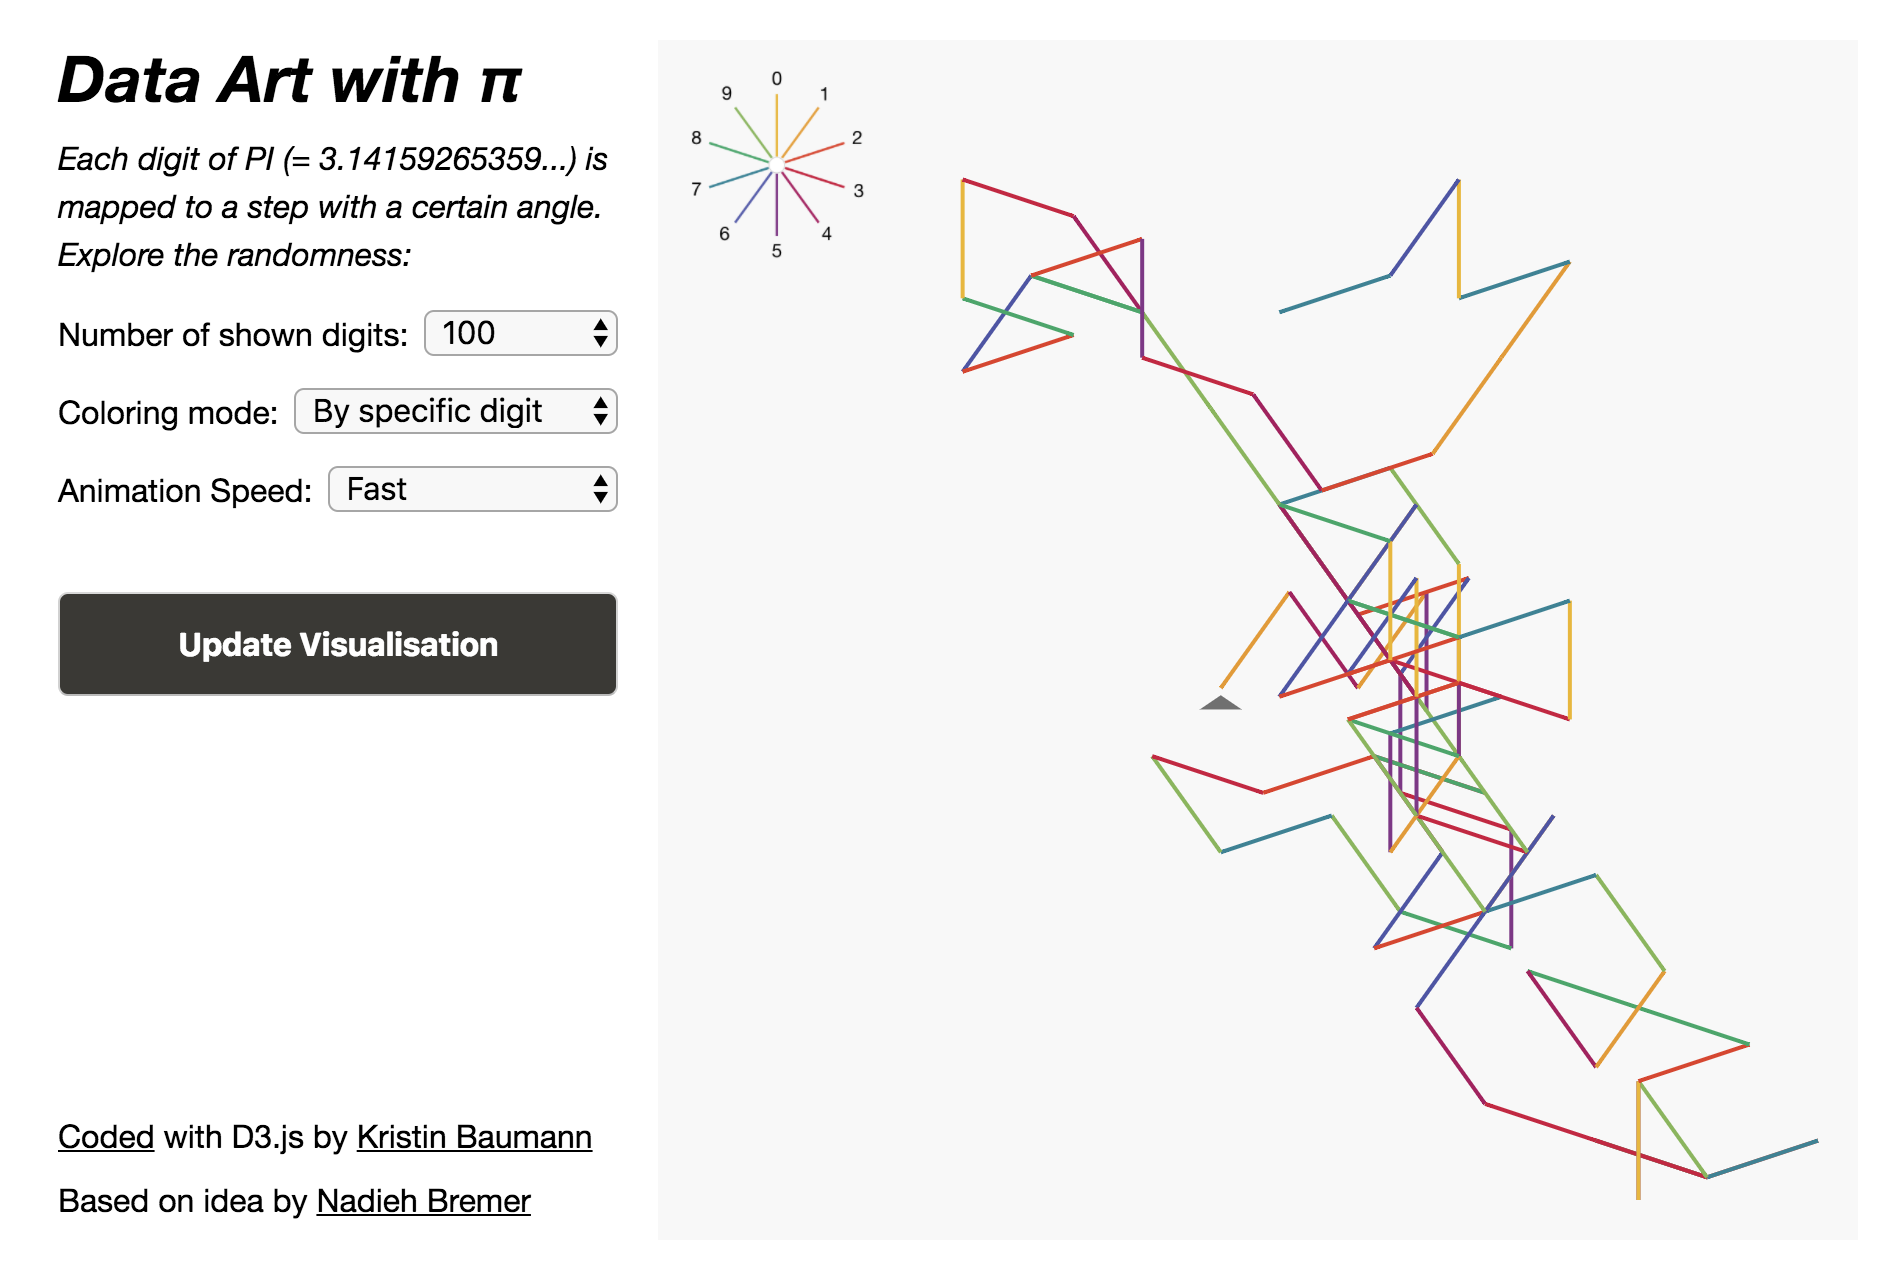 Data Art with π
Each digit of PI (= 3.14159265359...) is
mapped to a step with a certain angle.
Explore the randomness:
Number of shown digits: 100
Coloring mode: By specific digit
Animation Speed: Fast
Update Visualisation
Coded with D3.js by Kristin Baumann
Based on idea by Nadieh Bremer
0
1
2
3
4
5
6
7
8
9